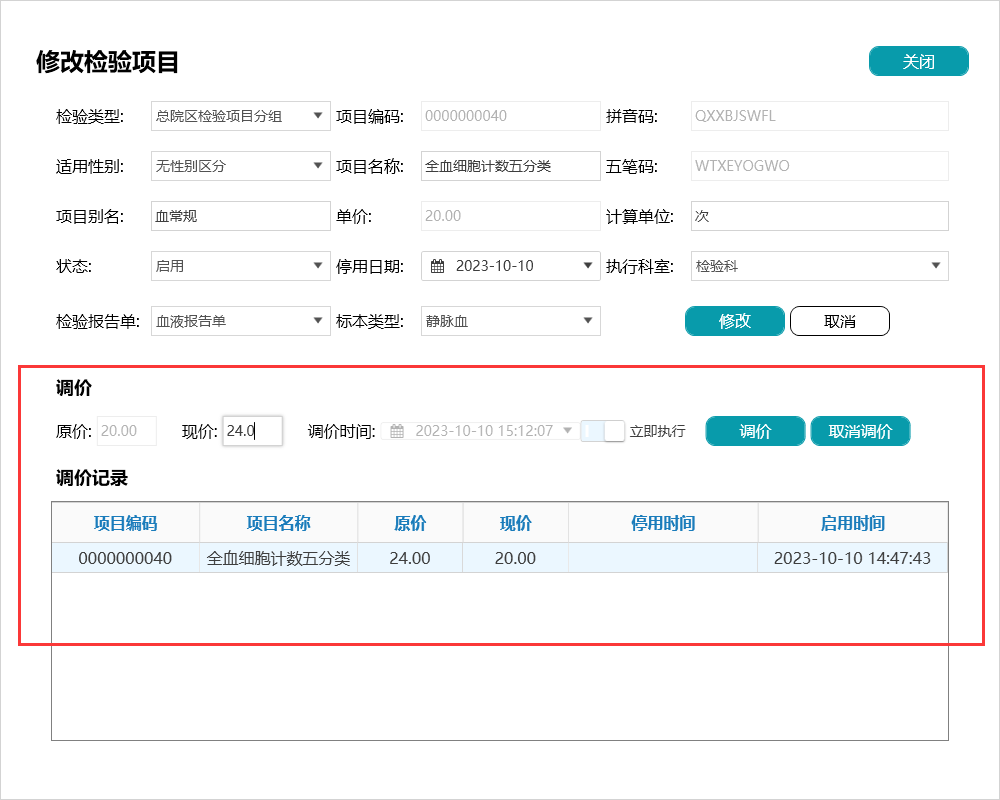 修改检验项目 关闭
检验类型: 总院区检验项目分组 项目编码: 0000000040 拼音码: QXXBJSWFL
适用性别: 无性别区分 项目名称: 全血细胞计数五分类 五笔码: WTXEYOGWO
项目别名: 血常规 单价: 20.00 计算单位: 次
状态: 启用 停用日期: 2023-10-10 执行科室: 检验科
检验报告单: 血液报告单 标本类型: 静脉血 修改 取消
调价
原价: 20.00 现价: 24.0 调价时间: 2023-10-10 15:12:07 立即执行 调价 取消调价
调价记录
项目编码 项目名称 原价 现价 停用时间 启用时间
0000000040 全血细胞计数五分类 24.00 20.00 2023-10-10 14:47:43